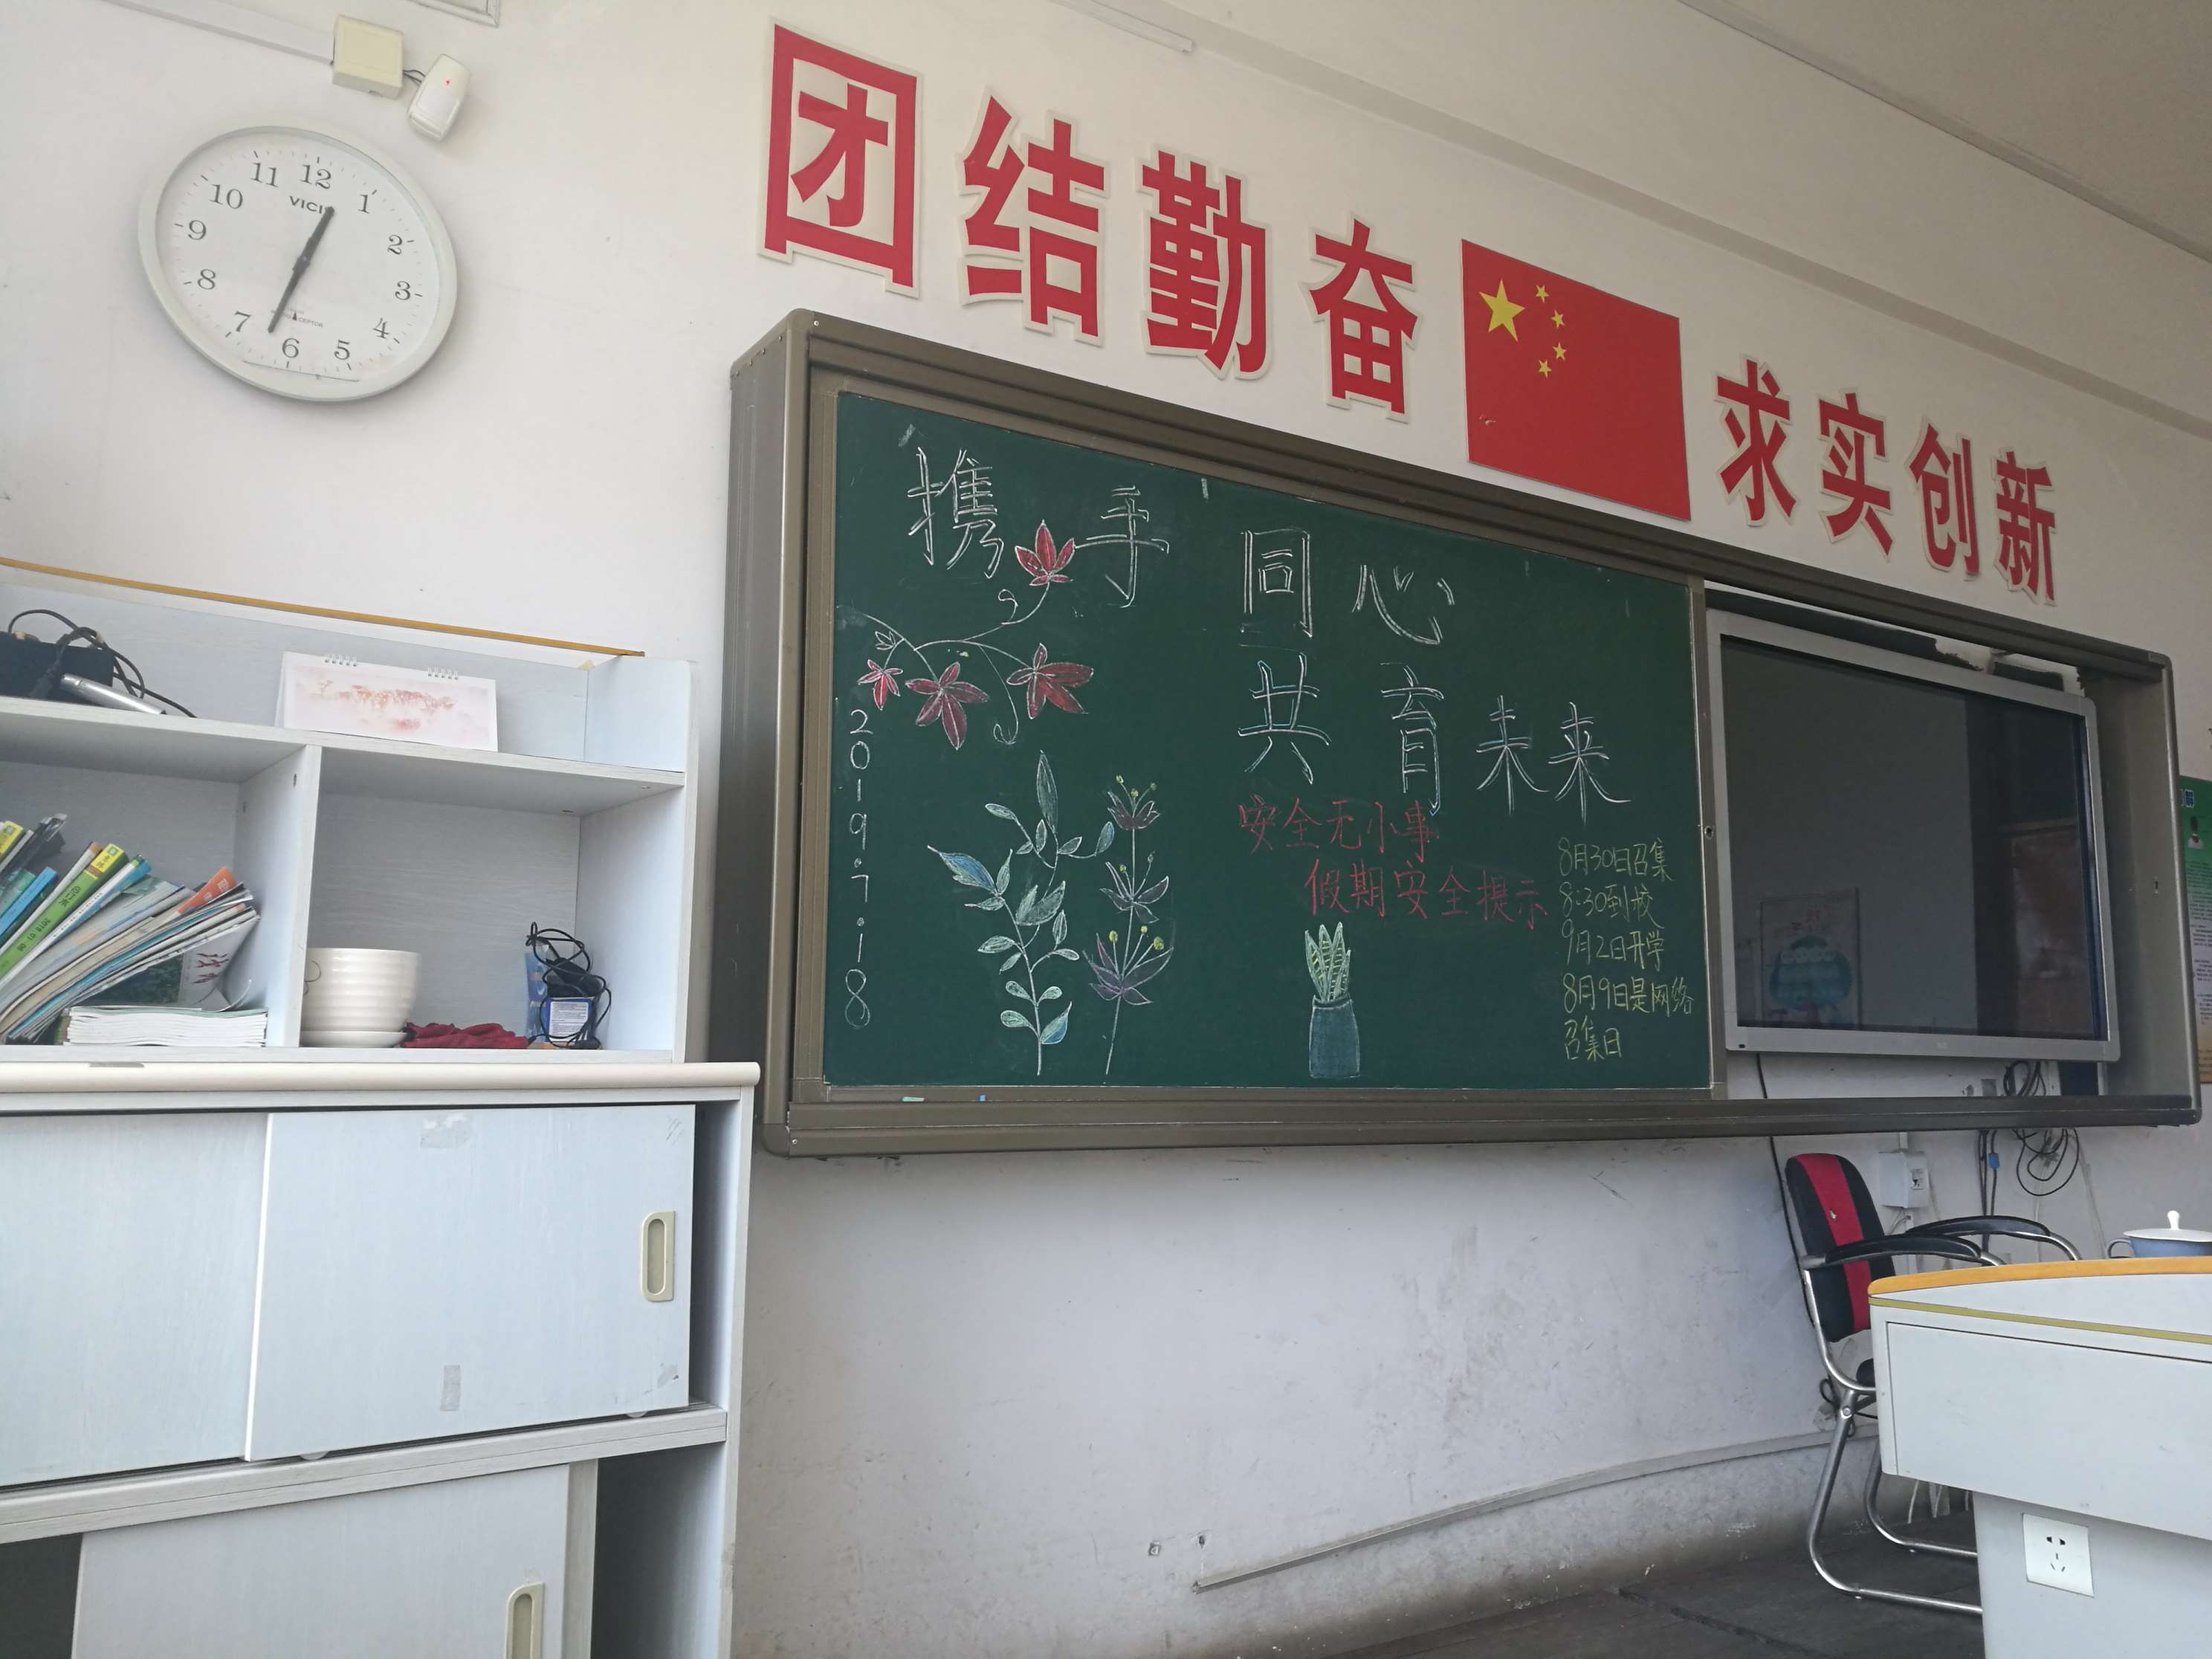 团结勤奋 求实创新
12
1
2
3
4
5
6
7
8
9
10
11
携手同心
共育未来
2019.7.18
安全无小事
假期安全提示
8月30日召集
8:30到校
9月2日开学
8月9日是网络
召集日